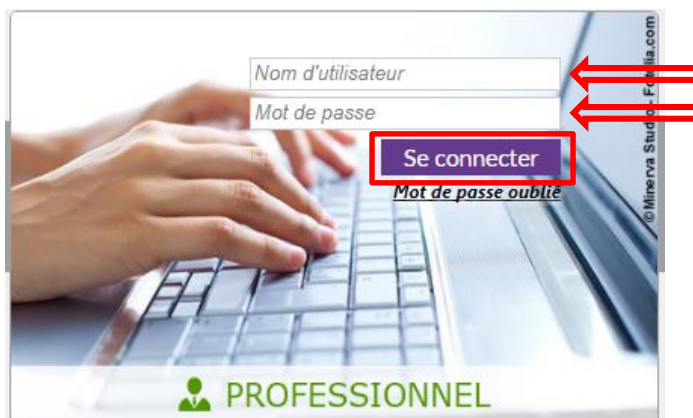 Nom d'utilisateur
Mot de passe
Se connecter
Mot de passe oublié
©Minerva Studio - Fotolia.com
PROFESSIONNEL